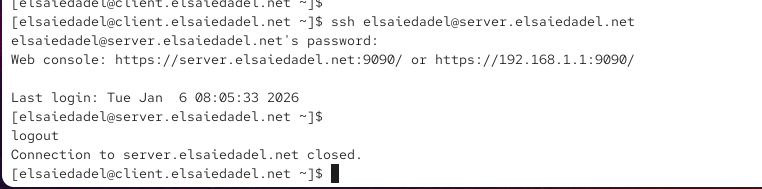 [elsaiedadel@client.elsaiedadel.net ~]$
[elsaiedadel@client.elsaiedadel.net ~]$ ssh elsaiedadel@server.elsaiedadel.net
elsaiedadel@server.elsaiedadel.net's password:
Web console: https://server.elsaiedadel.net:9090/ or https://192.168.1.1:9090/
Last login: Tue Jan  6 08:05:33 2026
[elsaiedadel@server.elsaiedadel.net ~]$
logout
Connection to server.elsaiedadel.net closed.
[elsaiedadel@client.elsaiedadel.net ~]$